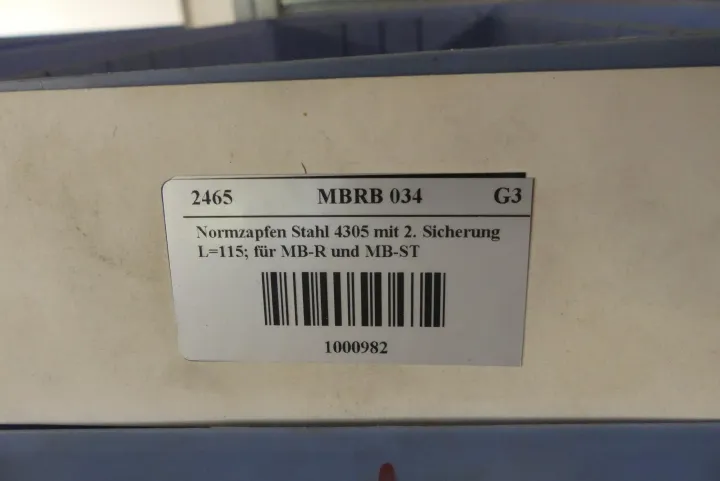 2465 MBRB 034 G3
Normzapfen Stahl 4305 mit 2. Sicherung
L=115; für MB-R und MB-ST
1000982